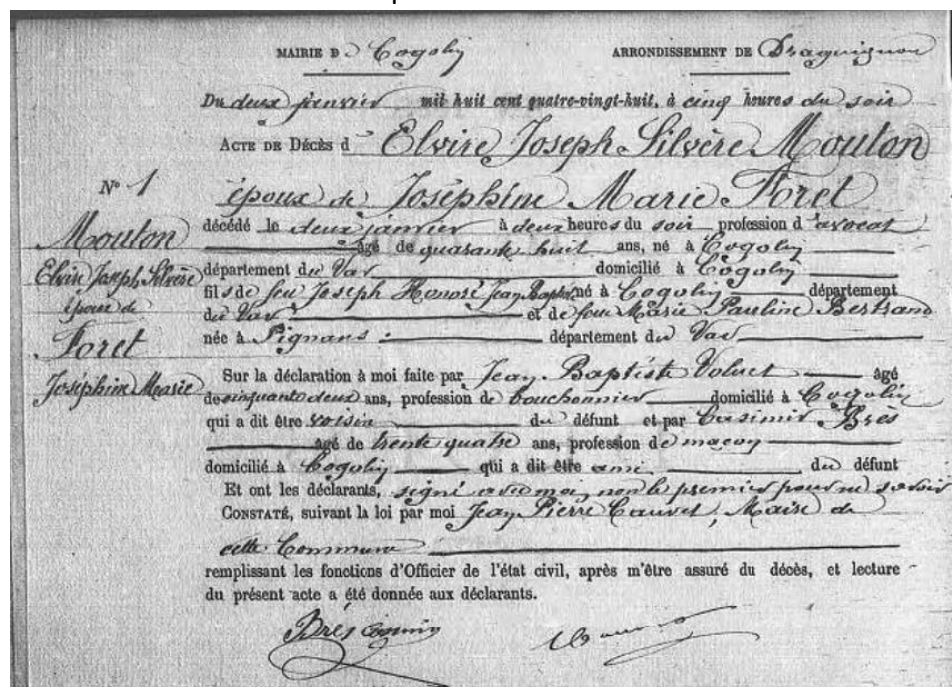 MAIRIE D e Cogolin ARRONDISSEMENT DE Draguignan
Du deux janvier mil huit cent quatre-vingt-huit, à cinq heures du soir
ACTE DE DÉCÈS d' Elvire Joseph Silvère Mouton
N° 1
époux de Joséphine Marie Foret
Mouton
Elvire Joseph Silvère
époux de
Foret
Joséphine Marie
décédé le deux janvier à deux heures du soir profession d'avocat
âgé de quarante huit ans, né à Cogolin
département du Var domicilié à Cogolin
fils de feu Joseph Honoré Jean Baptiste né à Cogolin département
du Var et de feue Marie Pauline Bertrand
née à Pignans département du Var
Sur la déclaration à moi faite par Jean Baptiste âgé
de cinquante deux ans, profession de bouchonnier domicilié à Cogolin
qui a dit être voisin du défunt et par Casimir Brès
âgé de trente quatre ans, profession de maçon
domicilié à Cogolin qui a dit être ami du défunt
Et ont les déclarants, signé avec moi, non le premier pour ne savoir
CONSTATÉ, suivant la loi par moi Jean Pierre Cauvet, Maire de
cette Commune
remplissant les fonctions d'Officier de l'état civil, après m'être assuré du décès, et lecture
du présent acte a été donnée aux déclarants.
Brès Casimir